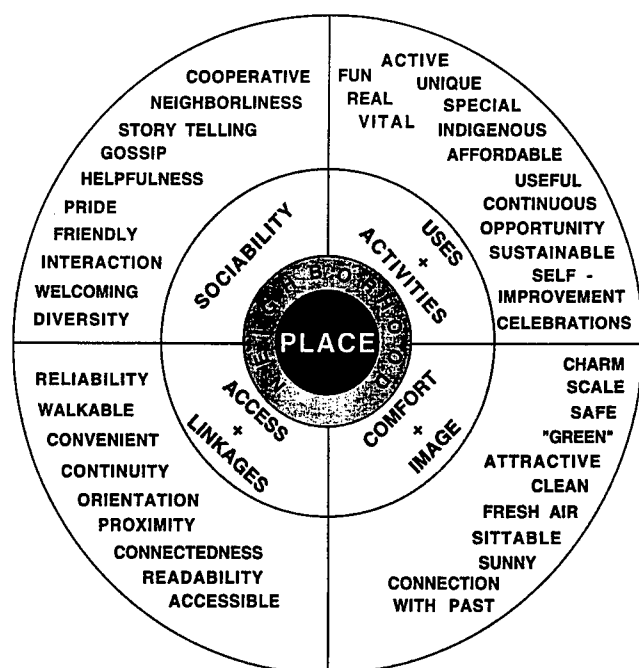 COOPERATIVE
NEIGHBORLINESS
STORY TELLING
GOSSIP
HELPFULNESS
PRIDE
FRIENDLY
INTERACTION
WELCOMING
DIVERSITY
ACTIVE
FUN
UNIQUE
REAL
SPECIAL
VITAL
INDIGENOUS
AFFORDABLE
USEFUL
CONTINUOUS
OPPORTUNITY
SUSTAINABLE
SELF -
IMPROVEMENT
CELEBRATIONS
SOCIABILITY
USES
+
ACTIVITIES
NEIGHBORHOOD
PLACE
ACCESS
+
LINKAGES
COMFORT
+
IMAGE
RELIABILITY
WALKABLE
CONVENIENT
CONTINUITY
ORIENTATION
PROXIMITY
CONNECTEDNESS
READABILITY
ACCESSIBLE
CHARM
SCALE
SAFE
"GREEN"
ATTRACTIVE
CLEAN
FRESH AIR
SITTABLE
SUNNY
CONNECTION
WITH PAST